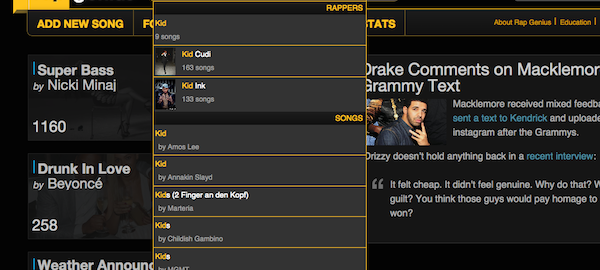 RAPPERS
ADD NEW SONG
STATS
About Rap Genius
Education
Kid
9 songs
Kid Cudi
163 songs
Kid Ink
133 songs
SONGS
Kid
by Amos Lee
Kid
by Annakin Slayd
Kids (2 Finger an den Kopf)
by Marteria
Kids
by Childish Gambino
Kids
by MGMT
Super Bass
by Nicki Minaj
1160
Drunk In Love
by Beyoncé
258
Weather
Drake Comments on Macklemor
Grammy Text
Macklemore received mixed feedba
sent a text to Kendrick and uploade
instagram after the Grammys.
Drizzy doesn't hold anything back in a recent interview:
It felt cheap. It didn't feel genuine. Why do that? W
guilt? You think those guys would pay homage to
won?